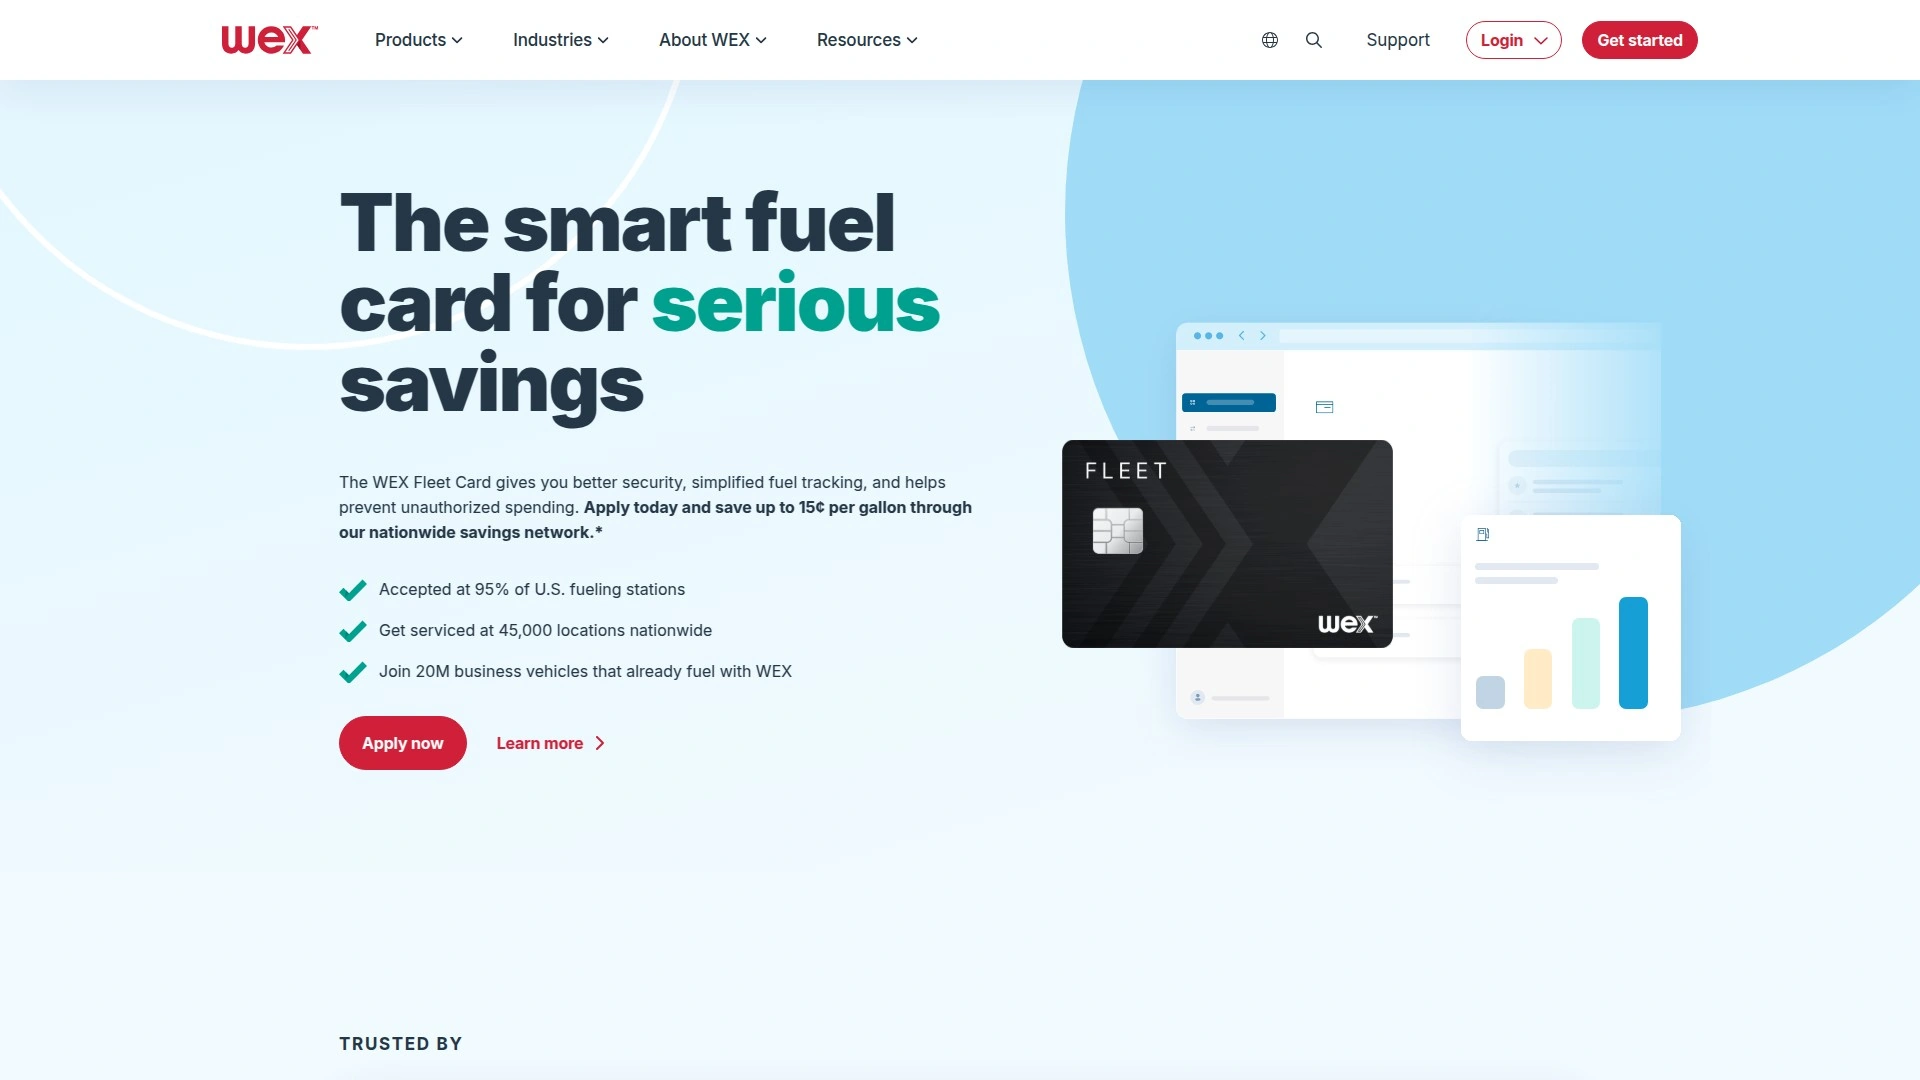 wex™
Products
Industries
About WEX
Resources
Support
Login
Get started
The smart fuel
card for serious
savings
The WEX Fleet Card gives you better security, simplified fuel tracking, and helps
prevent unauthorized spending. Apply today and save up to 15¢ per gallon through
our nationwide savings network.*
Accepted at 95% of U.S. fueling stations
Get serviced at 45,000 locations nationwide
Join 20M business vehicles that already fuel with WEX
Apply now
Learn more
FLEET
wex
TRUSTED BY